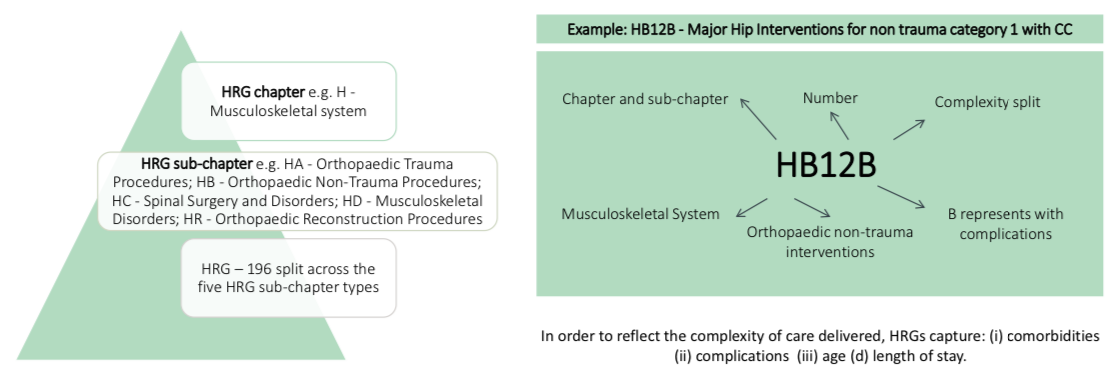 HRG chapter e.g. H -
Musculoskeletal system
HRG sub-chapter e.g. HA - Orthopaedic Trauma
Procedures; HB - Orthopaedic Non-Trauma Procedures;
HC - Spinal Surgery and Disorders; HD - Musculoskeletal
Disorders; HR - Orthopaedic Reconstruction Procedures
HRG – 196 split across the
five HRG sub-chapter types
Example: HB12B - Major Hip Interventions for non trauma category 1 with CC
Chapter and sub-chapter
Number
Complexity split
HB12B
Musculoskeletal System
Orthopaedic non-trauma
interventions
B represents with
complications
In order to reflect the complexity of care delivered, HRGs capture: (i) comorbidities
(ii) complications (iii) age (d) length of stay.